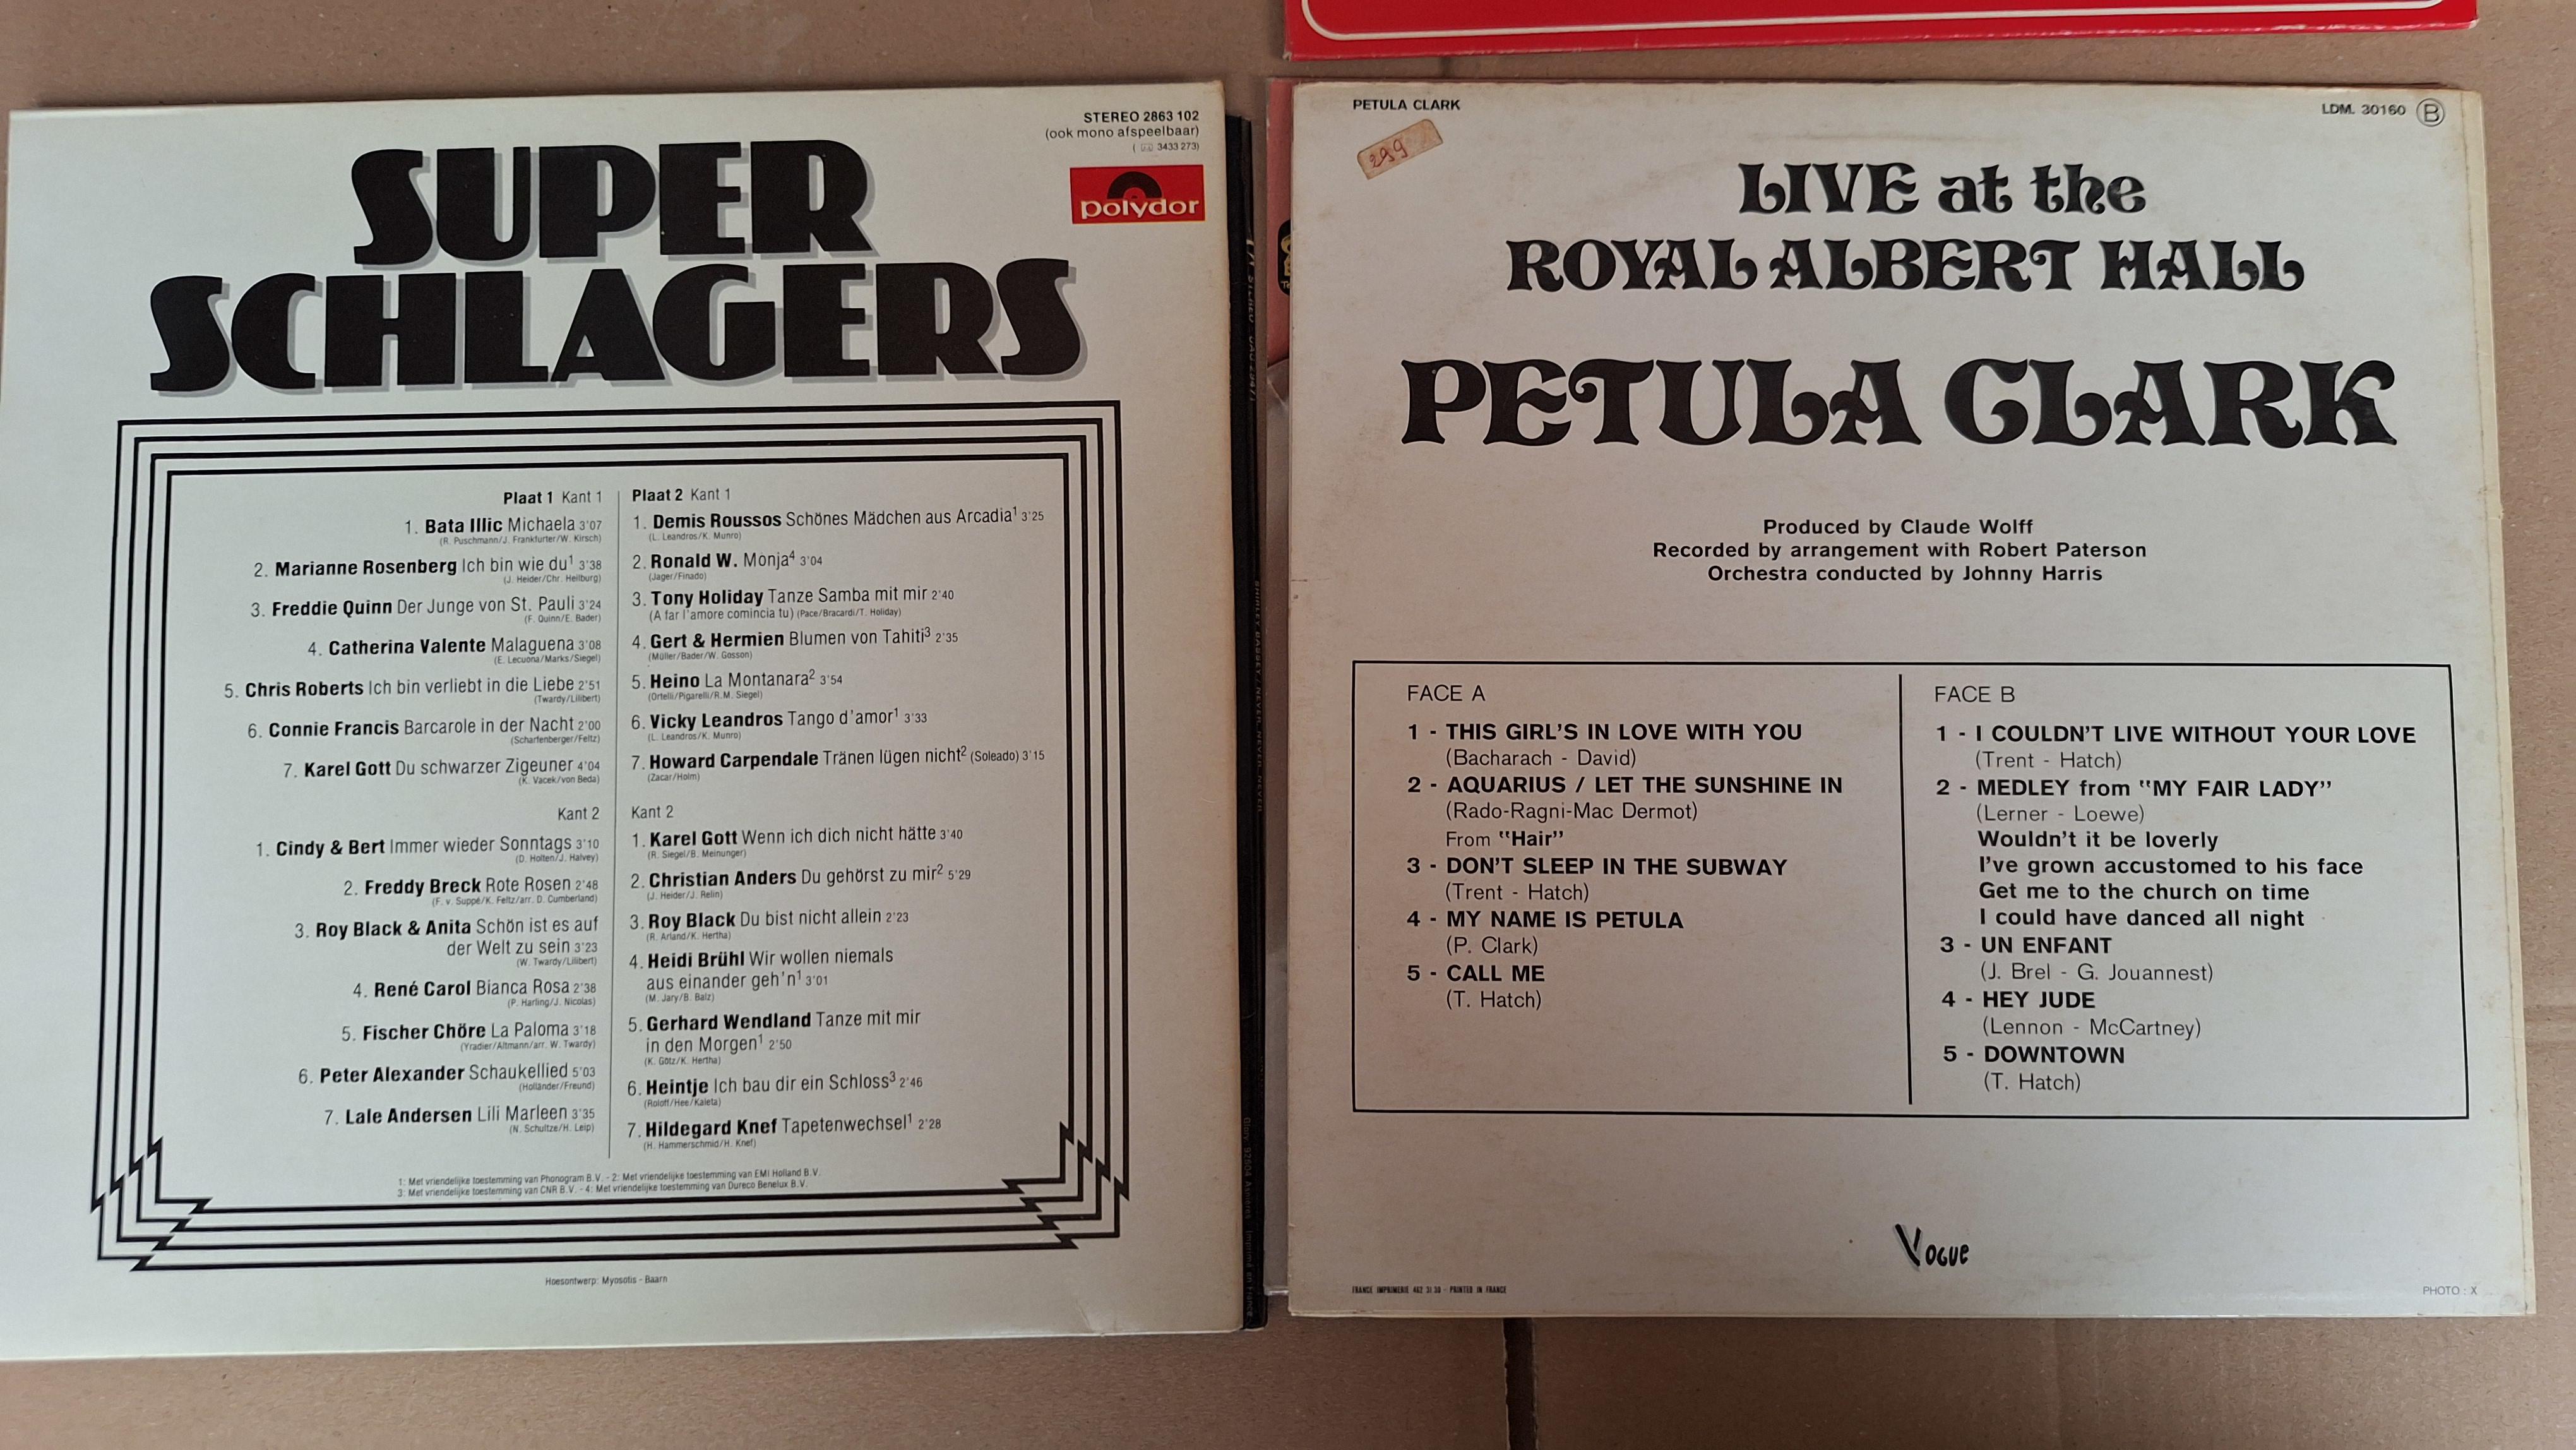 STEREO 2863 102
(ook mono afspeelbaar)
3433 273)
polydor
SUPER
SCHLAGERS
Plaat 1 Kant 1
1. Bata Illic Michaela 3'07
(R. Puschmann/J. Frankfurter/W. Kirsch)
2. Marianne Rosenberg Ich bin wie du1 3'38
(J. Heider/Chr. Heilburg)
3. Freddie Quinn Der Junge von St. Pauli 3'24
(F. Quinn/E. Bader)
4. Catherina Valente Malaguena 3'08
(E. Lecuona/Marks/Siegel)
5. Chris Roberts Ich bin verliebt in die Liebe 2'51
(Twardy/Lilibert)
6. Connie Francis Barcarole in der Nacht 2'00
(Scharfenberger/Feltz)
7. Karel Gott Du schwarzer Zigeuner 4'04
(K. Vacek/von Beda)
Kant 2
1. Cindy & Bert Immer wieder Sonntags 3'10
(D. Holten/J. Halvey)
2. Freddy Breck Rote Rosen 2'48
(F. v. Suppé/K. Feltz/arr. D. Cumberland)
3. Roy Black & Anita Schön ist es auf
der Welt zu sein 3'23
(W. Twardy/Lilibert)
4. René Carol Bianca Rosa 2'38
(P. Harling/J. Nicolas)
5. Fischer Chöre La Paloma 3'18
(Yradier/Altmann/arr. W. Twardy)
6. Peter Alexander Schaukellied 5'03
(Holländer/Freund)
7. Lale Andersen Lili Marleen 3'35
(N. Schultze/H. Leip)
Plaat 2 Kant 1
1. Demis Roussos Schönes Mädchen aus Arcadia1 3'25
(L. Leandros/K. Munro)
2. Ronald W. Monja4 3'04
(Jager/Finado)
3. Tony Holiday Tanze Samba mit mir 2'40
(A far l'amore comincia tu) (Pace/Bracardi/T. Holiday)
4. Gert & Hermien Blumen von Tahiti3 2'35
(Müller/Bader/W. Gosson)
5. Heino La Montanara2 3'54
(Ortelli/Pigarelli/R.M. Siegel)
6. Vicky Leandros Tango d'amor1 3'33
(L. Leandros/K. Munro)
7. Howard Carpendale Tränen lügen nicht2 (Soleado) 3'15
(Zacar/Holm)
Kant 2
1. Karel Gott Wenn ich dich nicht hätte 3'40
(R. Siegel/B. Meinunger)
2. Christian Anders Du gehörst zu mir2 5'29
(J. Heider/J. Relin)
3. Roy Black Du bist nicht allein 2'23
(R. Arland/K. Hertha)
4. Heidi Brühl Wir wollen niemals
aus einander geh'n1 3'01
(M. Jary/B. Balz)
5. Gerhard Wendland Tanze mit mir
in den Morgen1 2'50
(K. Götz/K. Hertha)
6. Heintje Ich bau dir ein Schloss3 2'46
(Roloff/Hee/Kaleta)
7. Hildegard Knef Tapetenwechsel1 2'28
(H. Hammerschmid/H. Knef)
1: Met vriendelijke toestemming van Phonogram B.V. - 2: Met vriendelijke toestemming van EMI Holland B.V.
3: Met vriendelijke toestemming van CNR B.V. - 4: Met vriendelijke toestemming van Dureco Benelux B.V.
Hoesontwerp: Myosotis - Baarn
SHIRLEY BASSEY / NEVER, NEVER, NEVER
PETULA CLARK
LDM. 30160 B
299
LIVE at the
ROYAL ALBERT HALL
PETULA CLARK
Produced by Claude Wolff
Recorded by arrangement with Robert Paterson
Orchestra conducted by Johnny Harris
FACE A
1 - THIS GIRL'S IN LOVE WITH YOU
(Bacharach - David)
2 - AQUARIUS / LET THE SUNSHINE IN
(Rado-Ragni-Mac Dermot)
From "Hair"
3 - DON'T SLEEP IN THE SUBWAY
(Trent - Hatch)
4 - MY NAME IS PETULA
(P. Clark)
5 - CALL ME
(T. Hatch)
FACE B
1 - I COULDN'T LIVE WITHOUT YOUR LOVE
(Trent - Hatch)
2 - MEDLEY from "MY FAIR LADY"
(Lerner - Loewe)
Wouldn't it be loverly
I've grown accustomed to his face
Get me to the church on time
I could have danced all night
3 - UN ENFANT
(J. Brel - G. Jouannest)
4 - HEY JUDE
(Lennon - McCartney)
5 - DOWNTOWN
(T. Hatch)
VOGUE
FRANCE IMPRIMERIE 462 31 30 - PRINTED IN FRANCE
PHOTO : X